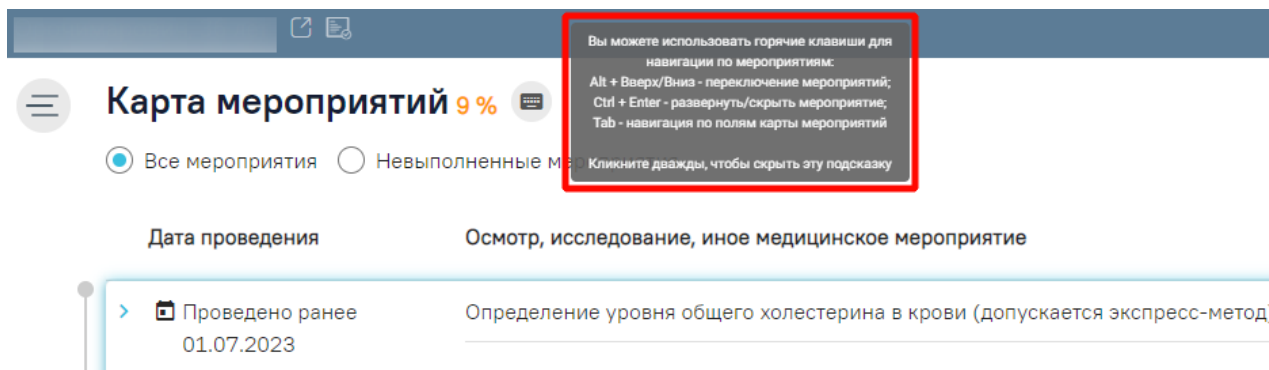 Вы можете использовать горячие клавиши для
навигации по мероприятиям:
Alt + Вверх/Вниз - переключение мероприятий;
Ctrl + Enter - развернуть/скрыть мероприятие;
Tab - навигация по полям карты мероприятий
Кликните дважды, чтобы скрыть эту подсказку
Карта мероприятий 9 %
Все мероприятия Невыполненные
Дата проведения Осмотр, исследование, иное медицинское мероприятие
Проведено ранее Определение уровня общего холестерина в крови (допускается экспресс-метод)
01.07.2023